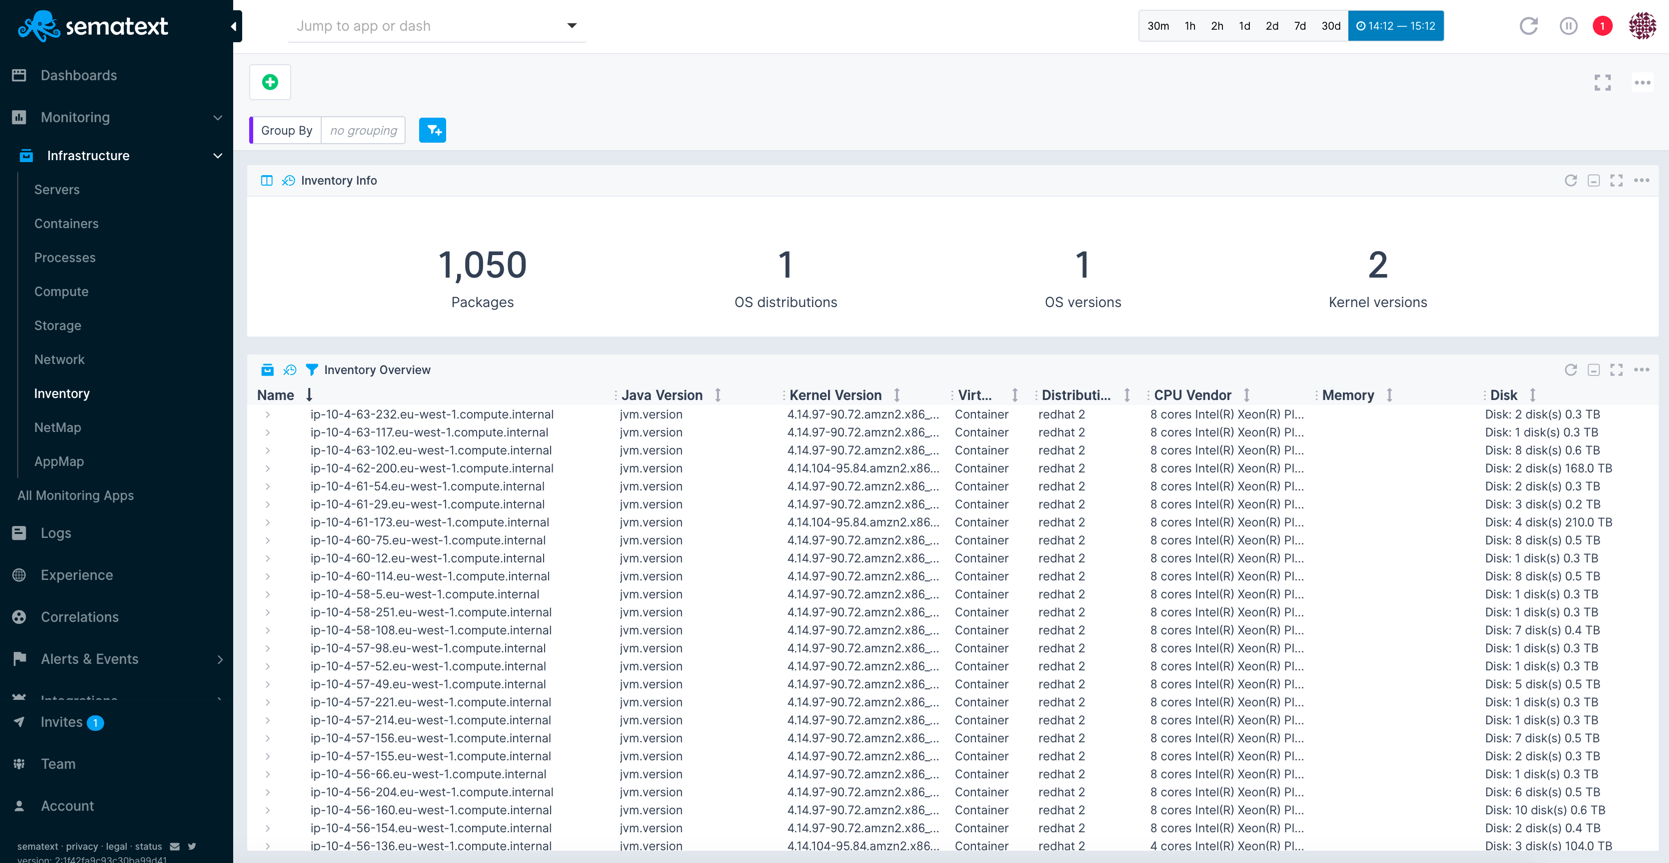 sematext
Jump to app or dash
30m 1h 2h 1d 2d 7d 30d 14:12 — 15:12
1
Dashboards
Monitoring
Infrastructure
Servers
Containers
Processes
Compute
Storage
Network
Inventory
NetMap
AppMap
All Monitoring Apps
Logs
Experience
Correlations
Alerts & Events
Integrations
Invites 1
Team
Account
sematext · privacy · legal · status
version: 2:1f42fa9c93c30ba99d41
Group By no grouping
Inventory Info
1,050 1 1 2
Packages OS distributions OS versions Kernel versions
Inventory Overview
Name Java Version Kernel Version Virt... Distributi... CPU Vendor Memory Disk
ip-10-4-63-232.eu-west-1.compute.internal jvm.version 4.14.97-90.72.amzn2.x86_... Container redhat 2 8 cores Intel(R) Xeon(R) Pl... Disk: 2 disk(s) 0.3 TB
ip-10-4-63-117.eu-west-1.compute.internal jvm.version 4.14.97-90.72.amzn2.x86_... Container redhat 2 8 cores Intel(R) Xeon(R) Pl... Disk: 1 disk(s) 0.3 TB
ip-10-4-63-102.eu-west-1.compute.internal jvm.version 4.14.97-90.72.amzn2.x86_... Container redhat 2 8 cores Intel(R) Xeon(R) Pl... Disk: 8 disk(s) 0.6 TB
ip-10-4-62-200.eu-west-1.compute.internal jvm.version 4.14.104-95.84.amzn2.x86... Container redhat 2 8 cores Intel(R) Xeon(R) Pl... Disk: 2 disk(s) 168.0 TB
ip-10-4-61-54.eu-west-1.compute.internal jvm.version 4.14.97-90.72.amzn2.x86_... Container redhat 2 8 cores Intel(R) Xeon(R) Pl... Disk: 2 disk(s) 0.3 TB
ip-10-4-61-29.eu-west-1.compute.internal jvm.version 4.14.97-90.72.amzn2.x86_... Container redhat 2 8 cores Intel(R) Xeon(R) Pl... Disk: 3 disk(s) 0.2 TB
ip-10-4-61-173.eu-west-1.compute.internal jvm.version 4.14.104-95.84.amzn2.x86... Container redhat 2 8 cores Intel(R) Xeon(R) Pl... Disk: 4 disk(s) 210.0 TB
ip-10-4-60-75.eu-west-1.compute.internal jvm.version 4.14.97-90.72.amzn2.x86_... Container redhat 2 8 cores Intel(R) Xeon(R) Pl... Disk: 8 disk(s) 0.5 TB
ip-10-4-60-12.eu-west-1.compute.internal jvm.version 4.14.97-90.72.amzn2.x86_... Container redhat 2 8 cores Intel(R) Xeon(R) Pl... Disk: 1 disk(s) 0.3 TB
ip-10-4-60-114.eu-west-1.compute.internal jvm.version 4.14.97-90.72.amzn2.x86_... Container redhat 2 8 cores Intel(R) Xeon(R) Pl... Disk: 8 disk(s) 0.5 TB
ip-10-4-58-5.eu-west-1.compute.internal jvm.version 4.14.97-90.72.amzn2.x86_... Container redhat 2 8 cores Intel(R) Xeon(R) Pl... Disk: 1 disk(s) 0.3 TB
ip-10-4-58-251.eu-west-1.compute.internal jvm.version 4.14.97-90.72.amzn2.x86_... Container redhat 2 8 cores Intel(R) Xeon(R) Pl... Disk: 1 disk(s) 0.3 TB
ip-10-4-58-108.eu-west-1.compute.internal jvm.version 4.14.97-90.72.amzn2.x86_... Container redhat 2 8 cores Intel(R) Xeon(R) Pl... Disk: 7 disk(s) 0.4 TB
ip-10-4-57-98.eu-west-1.compute.internal jvm.version 4.14.97-90.72.amzn2.x86_... Container redhat 2 8 cores Intel(R) Xeon(R) Pl... Disk: 1 disk(s) 0.3 TB
ip-10-4-57-52.eu-west-1.compute.internal jvm.version 4.14.97-90.72.amzn2.x86_... Container redhat 2 8 cores Intel(R) Xeon(R) Pl... Disk: 1 disk(s) 0.3 TB
ip-10-4-57-49.eu-west-1.compute.internal jvm.version 4.14.97-90.72.amzn2.x86_... Container redhat 2 8 cores Intel(R) Xeon(R) Pl... Disk: 5 disk(s) 0.5 TB
ip-10-4-57-221.eu-west-1.compute.internal jvm.version 4.14.97-90.72.amzn2.x86_... Container redhat 2 8 cores Intel(R) Xeon(R) Pl... Disk: 1 disk(s) 0.3 TB
ip-10-4-57-214.eu-west-1.compute.internal jvm.version 4.14.97-90.72.amzn2.x86_... Container redhat 2 8 cores Intel(R) Xeon(R) Pl... Disk: 1 disk(s) 0.3 TB
ip-10-4-57-156.eu-west-1.compute.internal jvm.version 4.14.97-90.72.amzn2.x86_... Container redhat 2 8 cores Intel(R) Xeon(R) Pl... Disk: 7 disk(s) 0.5 TB
ip-10-4-57-155.eu-west-1.compute.internal jvm.version 4.14.97-90.72.amzn2.x86_... Container redhat 2 8 cores Intel(R) Xeon(R) Pl... Disk: 2 disk(s) 0.3 TB
ip-10-4-56-66.eu-west-1.compute.internal jvm.version 4.14.97-90.72.amzn2.x86_... Container redhat 2 8 cores Intel(R) Xeon(R) Pl... Disk: 1 disk(s) 0.3 TB
ip-10-4-56-204.eu-west-1.compute.internal jvm.version 4.14.97-90.72.amzn2.x86_... Container redhat 2 8 cores Intel(R) Xeon(R) Pl... Disk: 6 disk(s) 0.5 TB
ip-10-4-56-160.eu-west-1.compute.internal jvm.version 4.14.97-90.72.amzn2.x86_... Container redhat 2 8 cores Intel(R) Xeon(R) Pl... Disk: 10 disk(s) 0.6 TB
ip-10-4-56-154.eu-west-1.compute.internal jvm.version 4.14.97-90.72.amzn2.x86_... Container redhat 2 8 cores Intel(R) Xeon(R) Pl... Disk: 2 disk(s) 0.4 TB
ip-10-4-56-136.eu-west-1.compute.internal jvm.version 4.14.104-95.84.amzn2.x86... Container redhat 2 4 cores Intel(R) Xeon(R) Pl... Disk: 3 disk(s) 104.0 TB